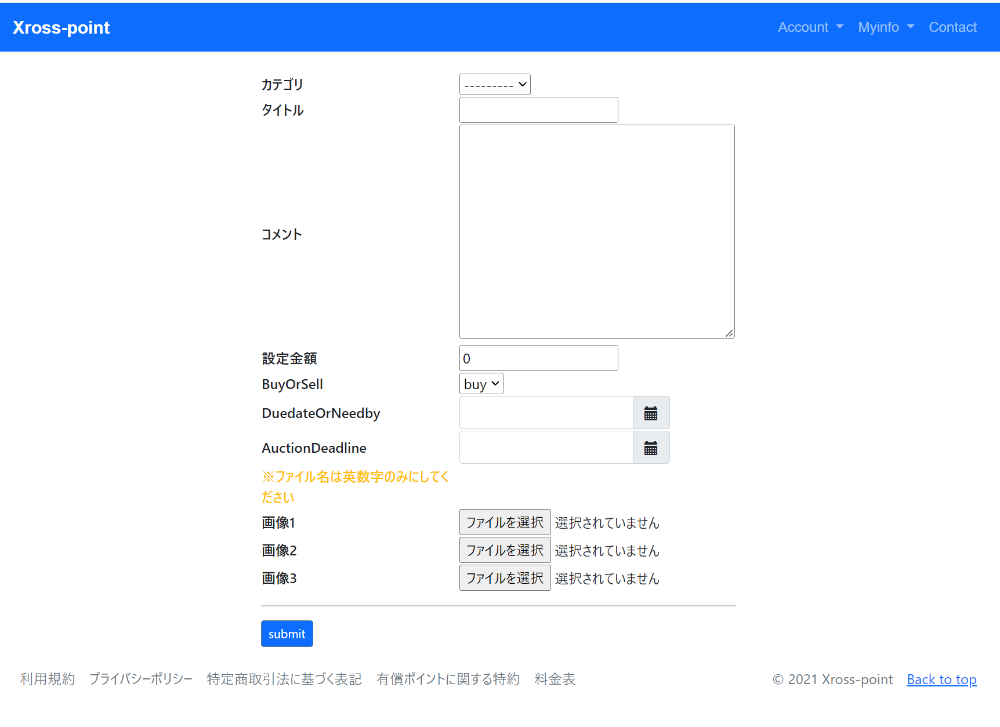 Xross-point Account Myinfo Contact
カテゴリ ---------
タイトル
コメント
設定金額 0
BuyOrSell buy
DuedateOrNeedby
AuctionDeadline
※ファイル名は英数字のみにしてく
ださい
画像1 ファイルを選択 選択されていません
画像2 ファイルを選択 選択されていません
画像3 ファイルを選択 選択されていません
submit
利用規約 プライバシーポリシー 特定商取引法に基づく表記 有償ポイントに関する特約 料金表 © 2021 Xross-point Back to top